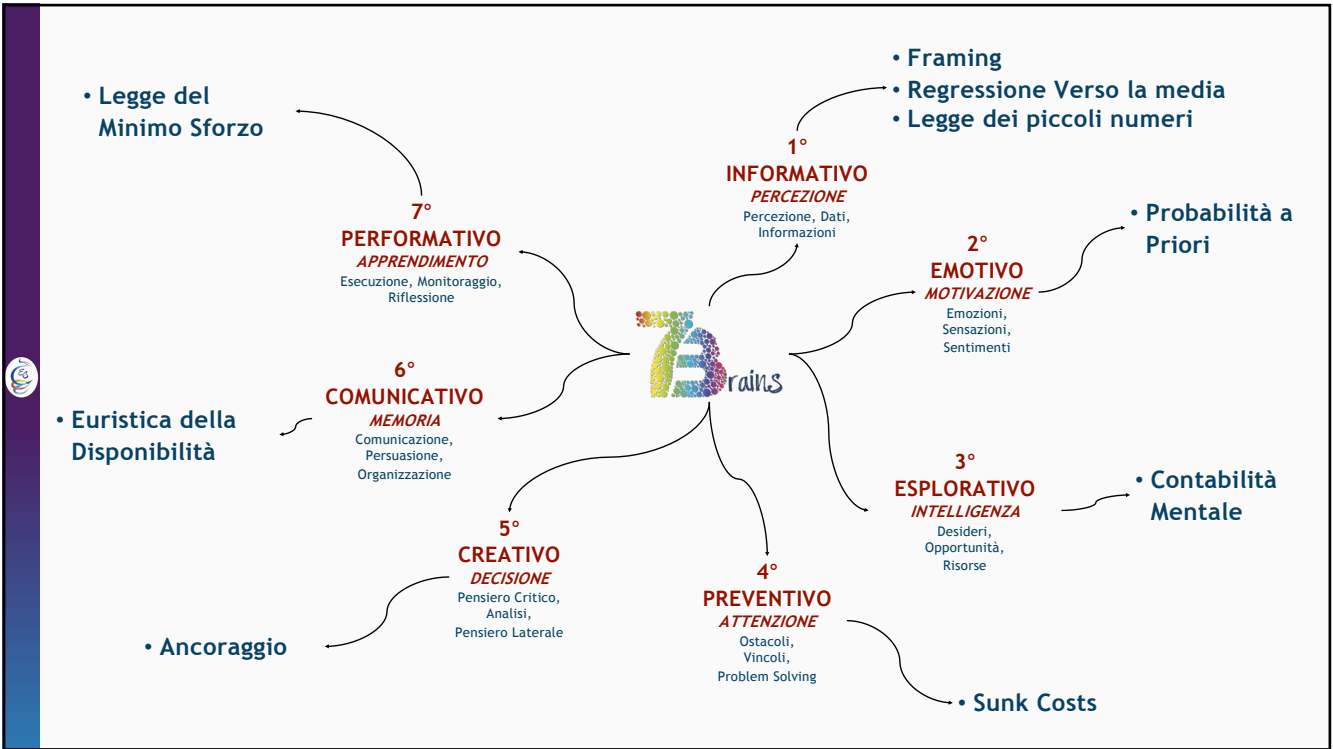 • Framing
• Regressione Verso la media
• Legge dei piccoli numeri
1°
INFORMATIVO
PERCEZIONE
Percezione, Dati,
Informazioni
• Probabilità a
Priori
2°
EMOTIVO
MOTIVAZIONE
Emozioni,
Sensazioni,
Sentimenti
3°
ESPLORATIVO
INTELLIGENZA
Desideri,
Opportunità,
Risorse
• Contabilità
Mentale
4°
PREVENTIVO
ATTENZIONE
Ostacoli,
Vincoli,
Problem Solving
• Sunk Costs
5°
CREATIVO
DECISIONE
Pensiero Critico,
Analisi,
Pensiero Laterale
• Ancoraggio
6°
COMUNICATIVO
MEMORIA
Comunicazione,
Persuasione,
Organizzazione
• Euristica della
Disponibilità
7°
PERFORMATIVO
APPRENDIMENTO
Esecuzione, Monitoraggio,
Riflessione
• Legge del
Minimo Sforzo
7Brains